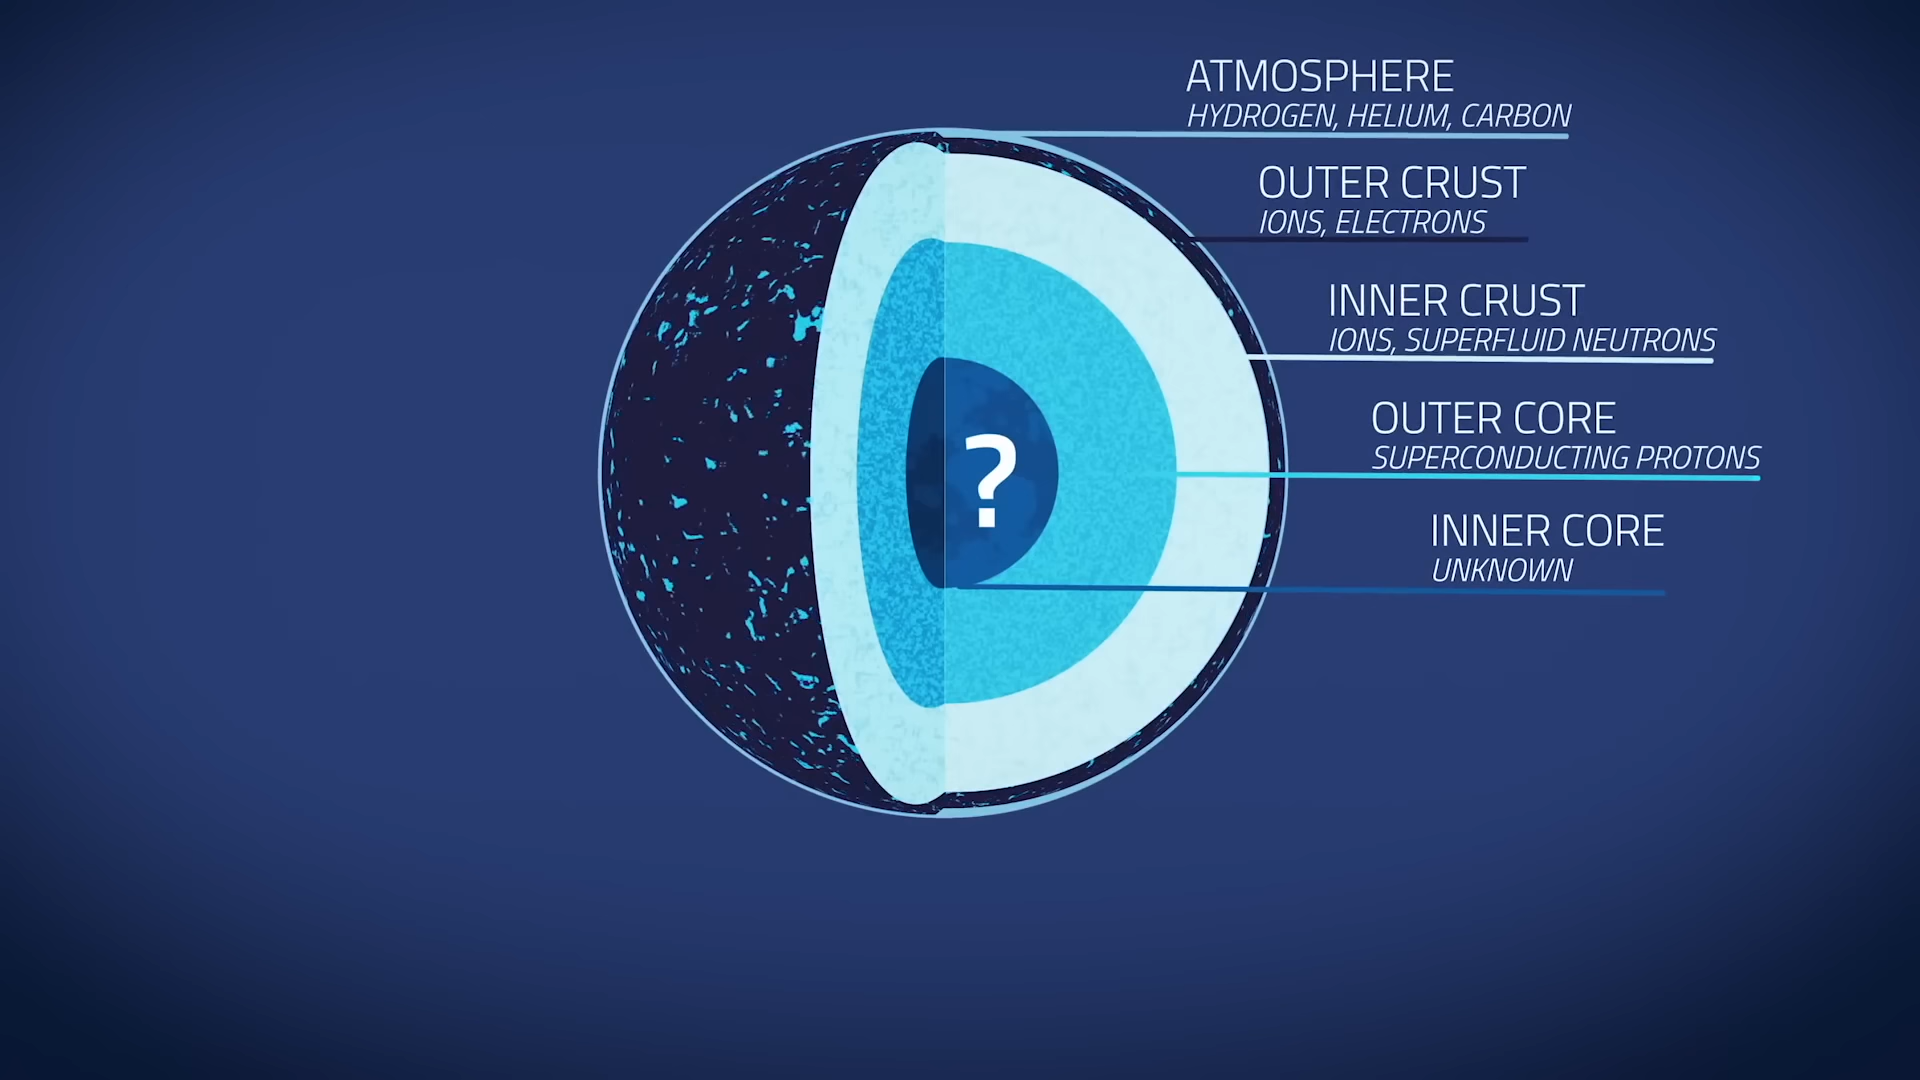 ATMOSPHERE
HYDROGEN, HELIUM, CARBON
OUTER CRUST
IONS, ELECTRONS
INNER CRUST
IONS, SUPERFLUID NEUTRONS
OUTER CORE
SUPERCONDUCTING PROTONS
?
INNER CORE
UNKNOWN